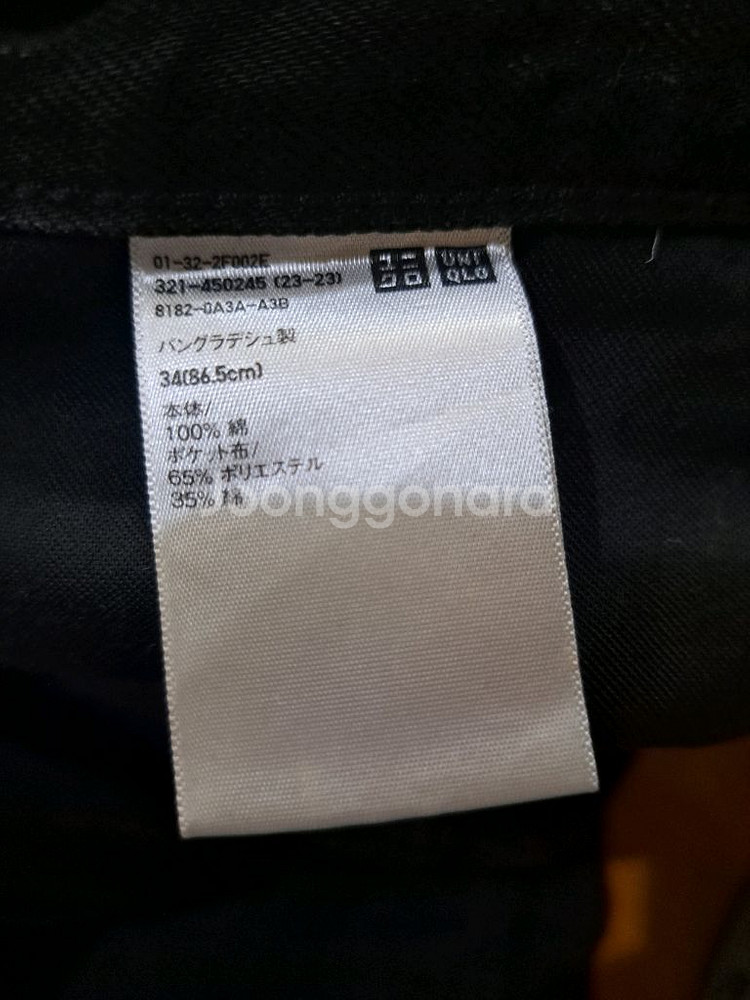 01-32-2F002E
321-450245 (23-23)
8182-0A3A-A3B
ユニ
クロ
UNI
QLO
バングラデシュ製
34(86.5cm)
本体/
100% 綿
ポケット布/
65% ポリエステル
35% 綿
joonggonara